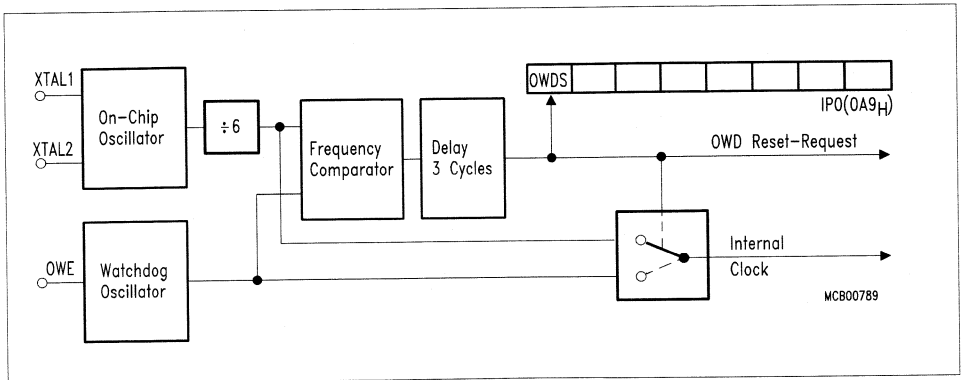 XTAL1
XTAL2
On-Chip
Oscillator
÷6
Frequency
Comparator
Delay
3 Cycles
OWDS
IP0(0A9H)
OWD Reset-Request
OWE
Watchdog
Oscillator
Internal
Clock
MCB00789